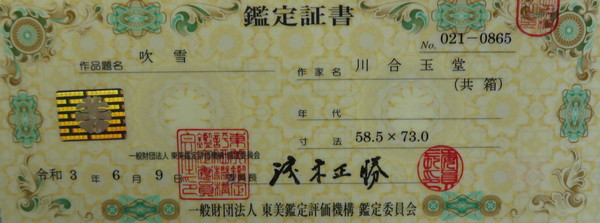 鑑定証書
No. 021-0865
作品題名 吹雪
作家名 川合玉堂
(共箱)
年代
寸法 58.5×73.0
一般財団法人 東美鑑定評価機構 鑑定委員会
令和3年6月9日 委員長
一般財団法人 東美鑑定評価機構 鑑定委員会